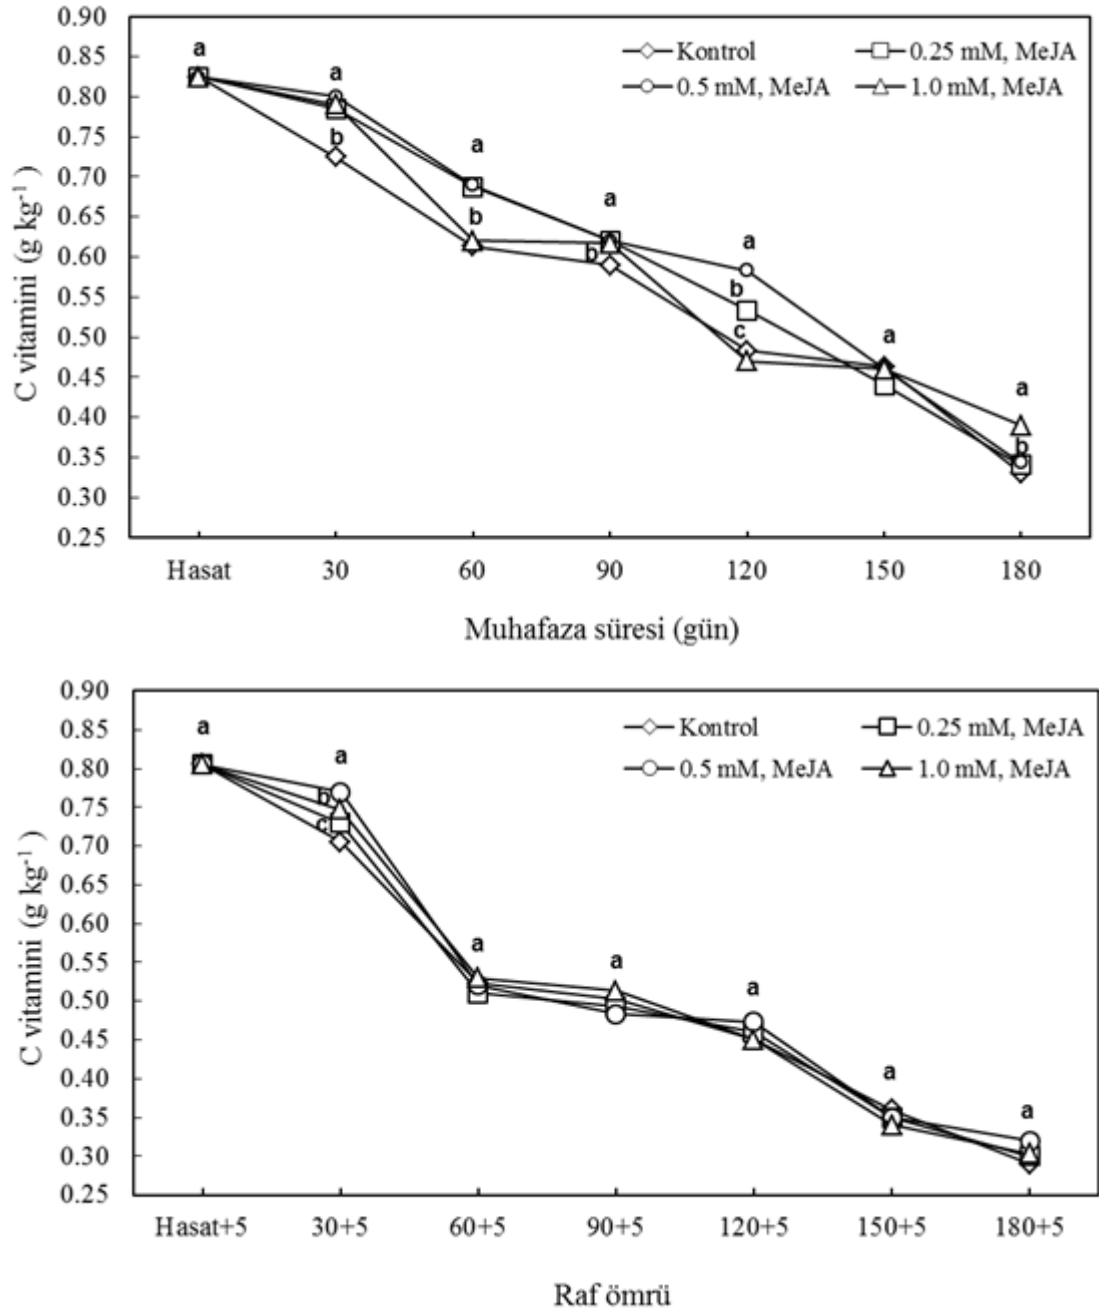 0.90
0.85
0.80
0.75
0.70
0.65
0.60
0.55
0.50
0.45
0.40
0.35
0.30
0.25
C vitamini (g kg⁻¹)
Kontrol
0.25 mM, MeJA
0.5 mM, MeJA
1.0 mM, MeJA
a
a
b
a
b
a
b
a
b
c
a
a
b
Hasat 30 60 90 120 150 180
Muhafaza süresi (gün)
0.90
0.85
0.80
0.75
0.70
0.65
0.60
0.55
0.50
0.45
0.40
0.35
0.30
0.25
C vitamini (g kg⁻¹)
Kontrol
0.25 mM, MeJA
0.5 mM, MeJA
1.0 mM, MeJA
a
a
b
c
a
a
a
a
a
Hasat+5 30+5 60+5 90+5 120+5 150+5 180+5
Raf ömrü